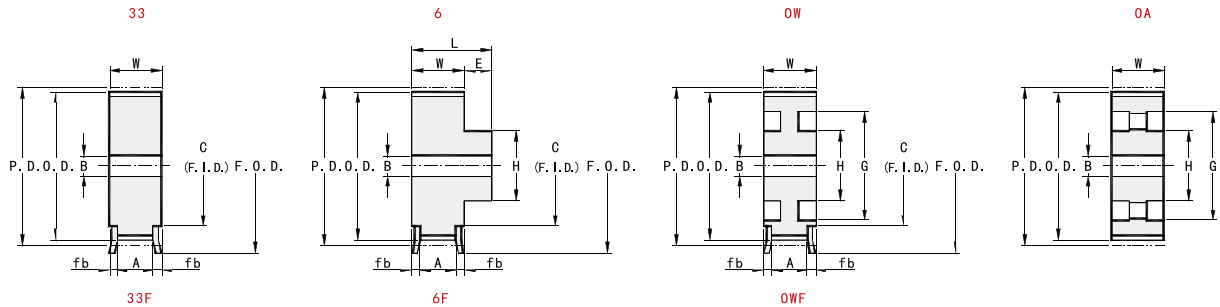 33 6 OW OA
L
W W E W W
P.D. O.D. B C (F.I.D.) F.O.D.
P.D. O.D. B H C (F.I.D.) F.O.D.
P.D. O.D. B H G C (F.I.D.) F.O.D.
P.D. O.D. B H G
fb A fb fb A fb fb A fb
33F 6F OWF